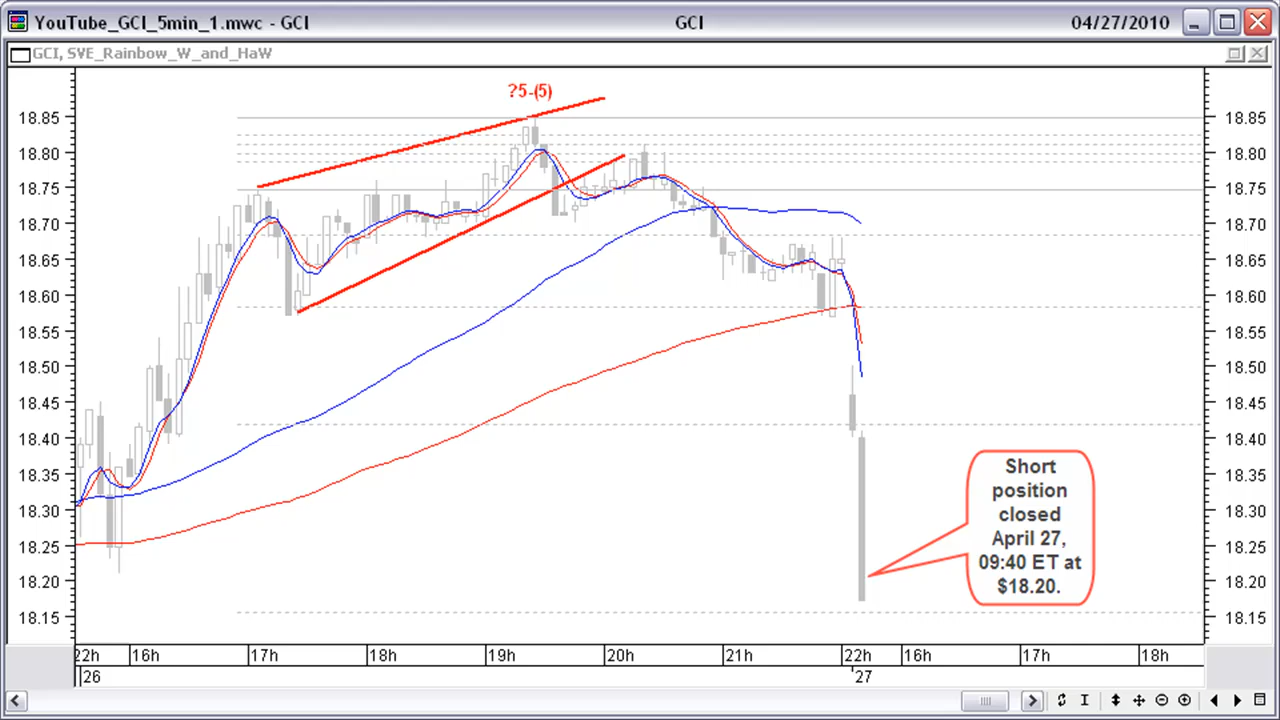 YouTube_GCI_5min_1.mwc - GCI GCI 04/27/2010
GCI, SVE_Rainbow_W_and_HaW
?5-(5)
18.85 18.85
18.80 18.80
18.75 18.75
18.70 18.70
18.65 18.65
18.60 18.60
18.55 18.55
18.50 18.50
18.45 18.45
18.40 18.40
18.35 18.35
18.30 18.30
18.25 18.25
18.20 18.20
18.15 18.15
Short
position
closed
April 27,
09:40 ET at
$18.20.
22h 16h 17h 18h 19h 20h 21h 22h 16h 17h 18h
26 27